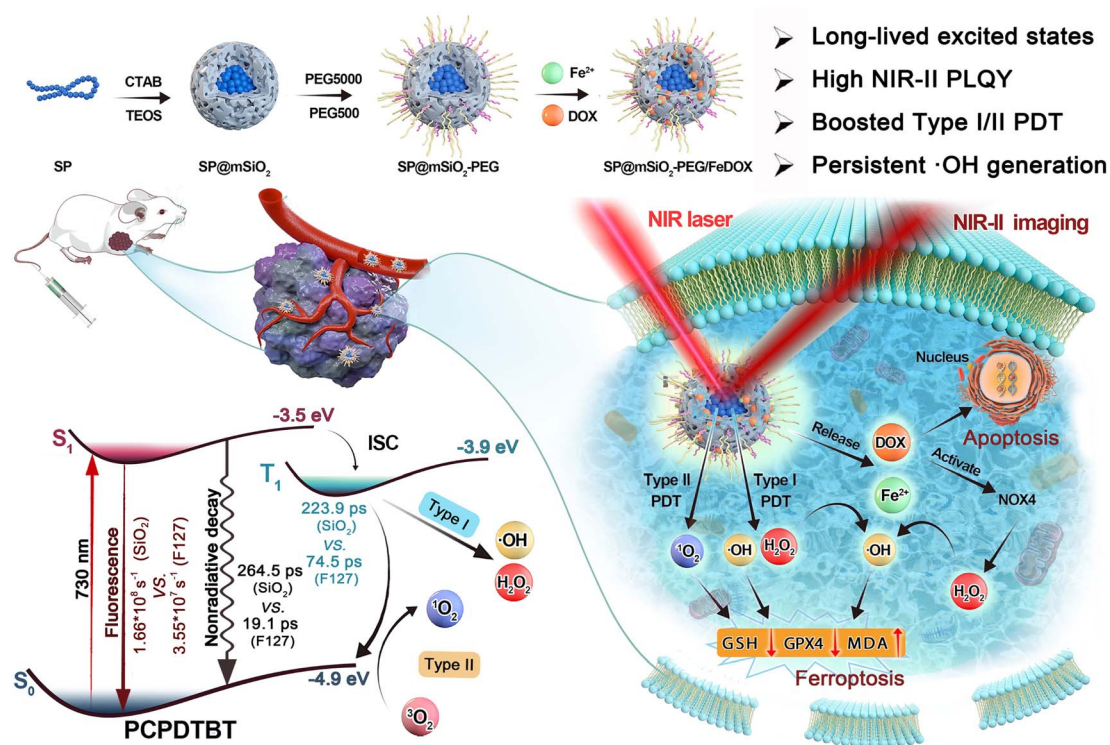 ➢ Long-lived excited states
➢ High NIR-II PLQY
➢ Boosted Type I/II PDT
➢ Persistent ·OH generation
CTAB
TEOS
PEG5000
PEG500
Fe²⁺
DOX
SP
SP@mSiO₂
SP@mSiO₂-PEG
SP@mSiO₂-PEG/FeDOX
NIR laser
NIR-II imaging
Nucleus
Apoptosis
Release
DOX
Activate
Fe²⁺
NOX4
Type II
PDT
Type I
PDT
¹O₂
·OH
H₂O₂
·OH
H₂O₂
GSH
GPX4
MDA
Ferroptosis
S₁
-3.5 eV
ISC
T₁
-3.9 eV
730 nm
Fluorescence
1.66*10⁸ s⁻¹ (SiO₂)
VS.
3.55*10⁷ s⁻¹ (F127)
Nonradiative decay
264.5 ps
(SiO₂)
VS.
19.1 ps
(F127)
223.9 ps
(SiO₂)
VS.
74.5 ps
(F127)
Type I
·OH
H₂O₂
¹O₂
Type II
³O₂
S₀
-4.9 eV
PCPDTBT